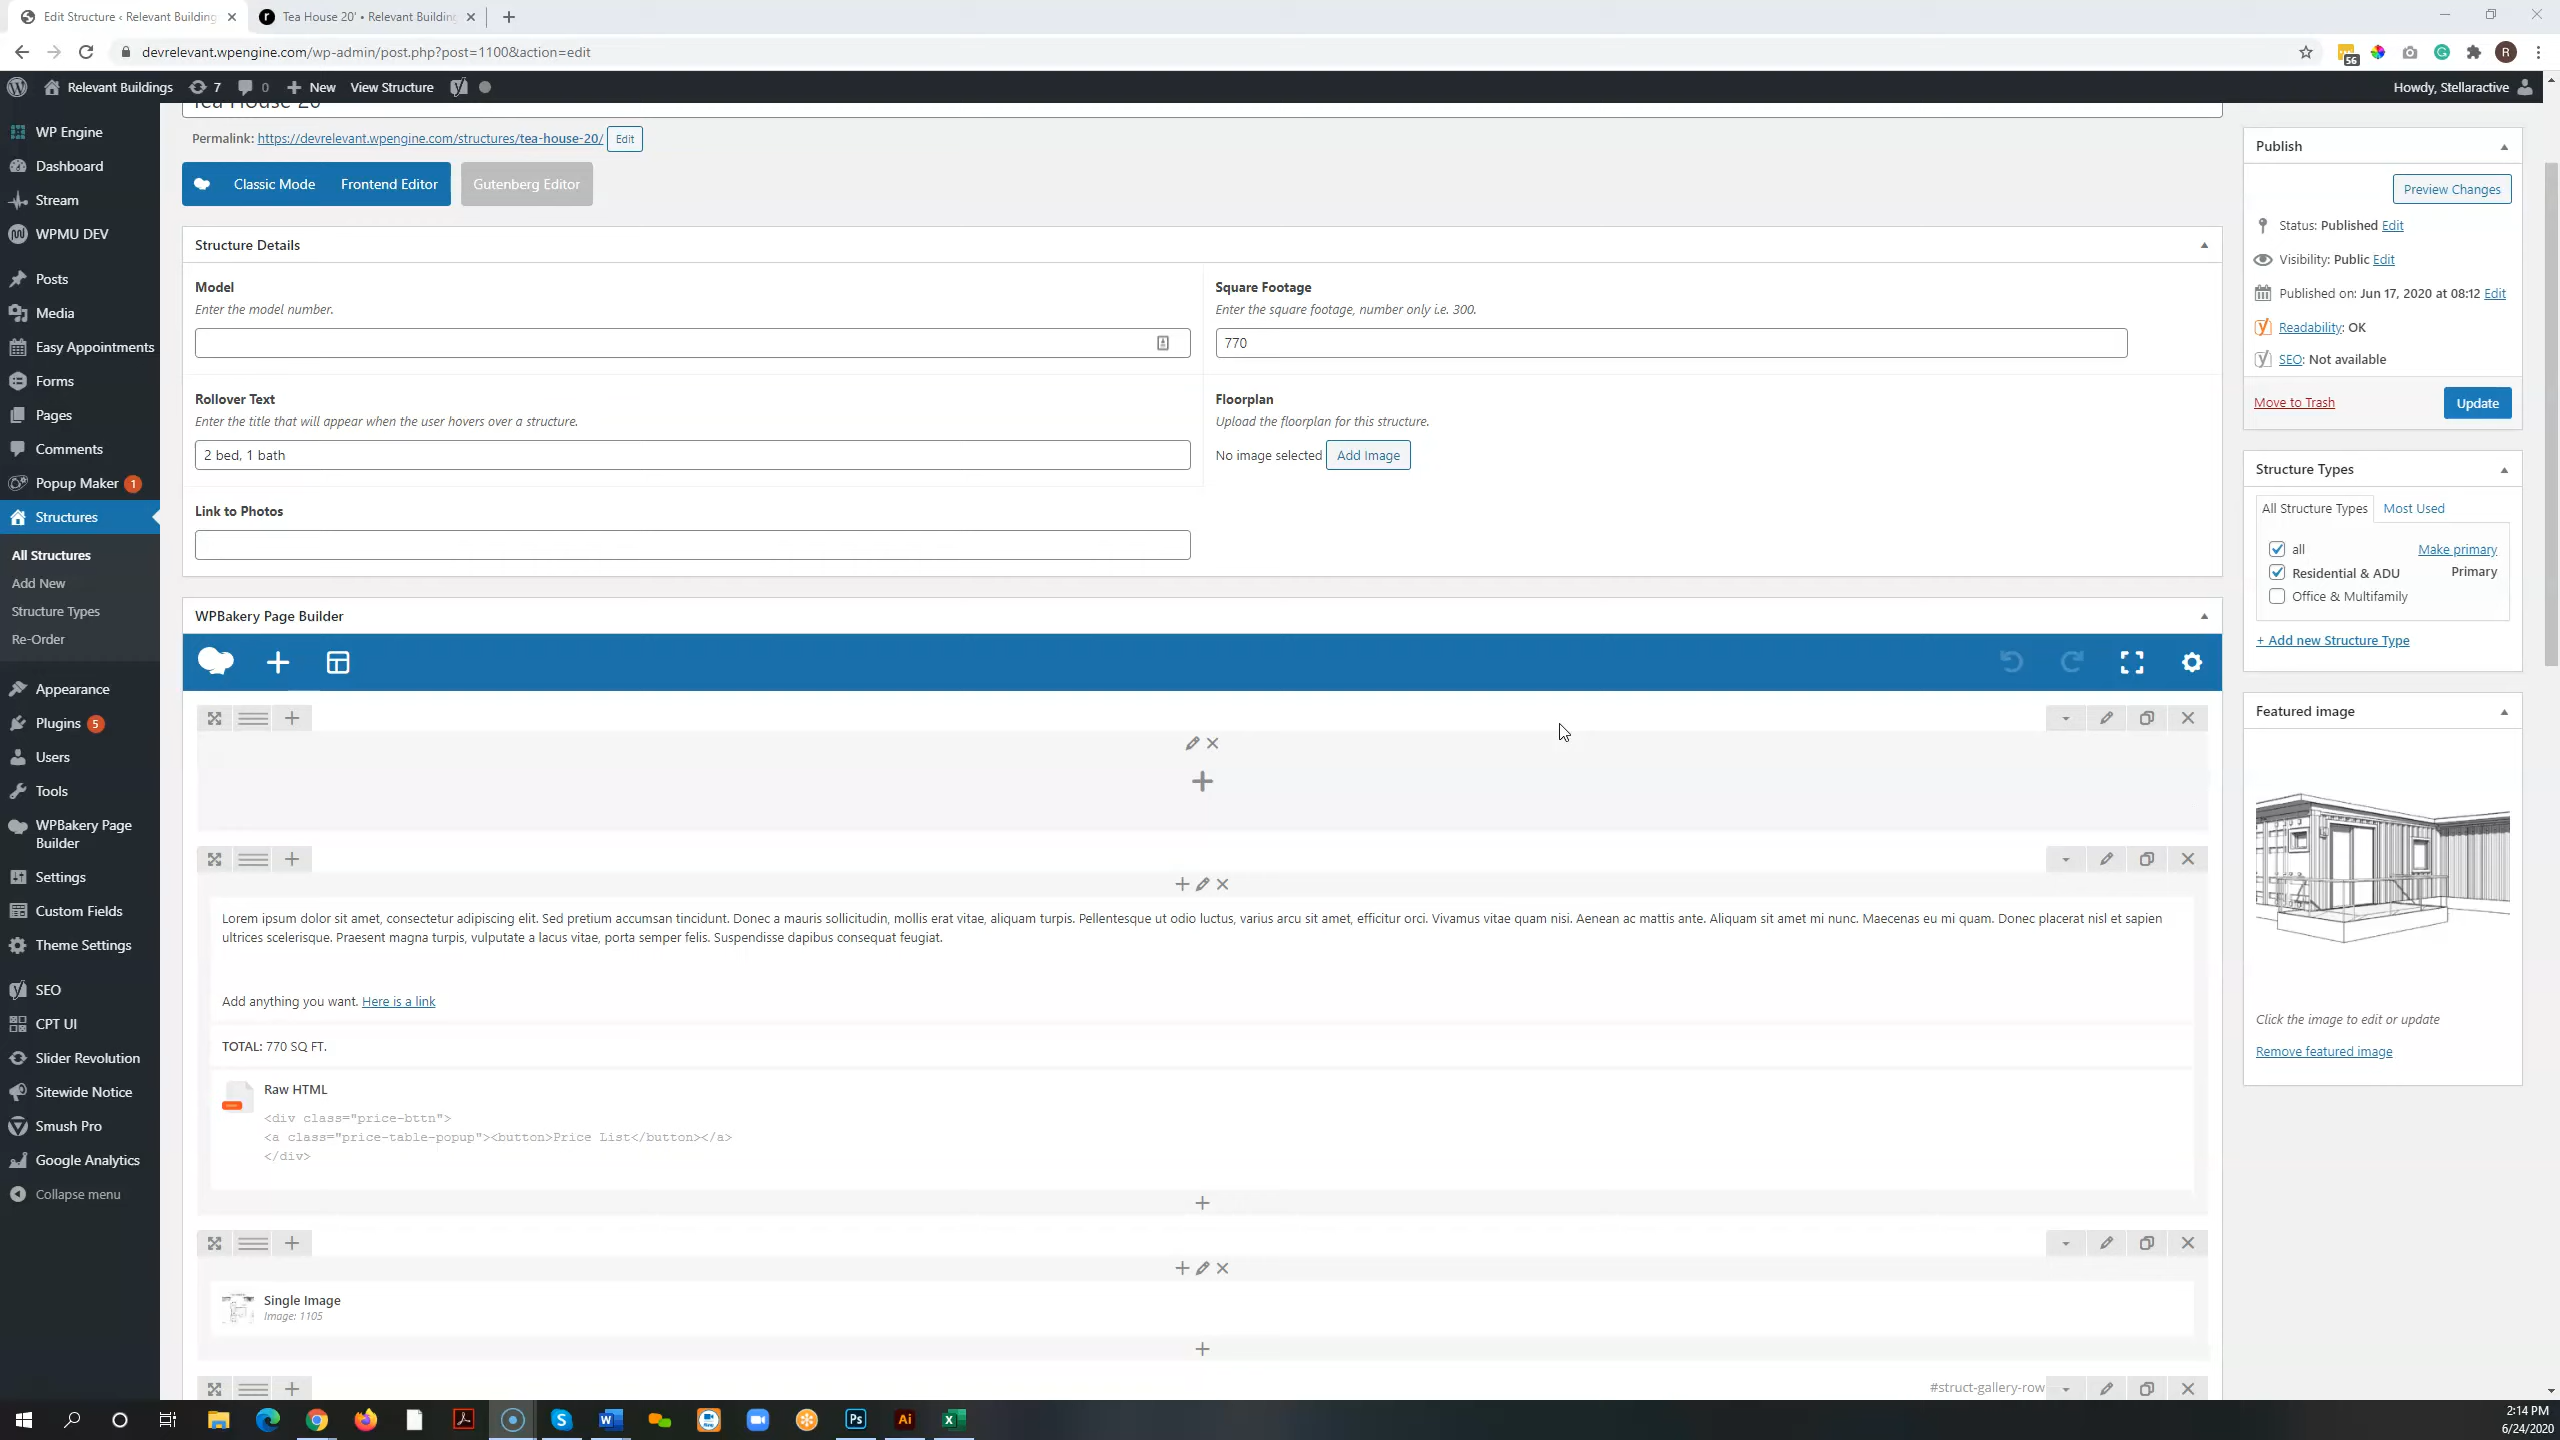 Edit Structure ‹ Relevant Building
Tea House 20' • Relevant Building
devrelevant.wpengine.com/wp-admin/post.php?post=1100&action=edit
56
R
Relevant Buildings
7
0
New
View Structure
Howdy, Stellaractive
WP Engine
Dashboard
Stream
WPMU DEV
Posts
Media
Easy Appointments
Forms
Pages
Comments
Popup Maker 1
Structures
All Structures
Add New
Structure Types
Re-Order
Appearance
Plugins 5
Users
Tools
WPBakery Page
Builder
Settings
Custom Fields
Theme Settings
SEO
CPT UI
Slider Revolution
Sitewide Notice
Smush Pro
Google Analytics
Collapse menu
Tea House 20'
Permalink: https://devrelevant.wpengine.com/structures/tea-house-20/ Edit
Classic Mode
Frontend Editor
Gutenberg Editor
Structure Details
Model
Enter the model number.
Square Footage
Enter the square footage, number only i.e. 300.
770
Rollover Text
Enter the title that will appear when the user hovers over a structure.
2 bed, 1 bath
Floorplan
Upload the floorplan for this structure.
No image selected Add Image
Link to Photos
WPBakery Page Builder
Lorem ipsum dolor sit amet, consectetur adipiscing elit. Sed pretium accumsan tincidunt. Donec a mauris sollicitudin, mollis erat vitae, aliquam turpis. Pellentesque ut odio luctus, varius arcu sit amet, efficitur orci. Vivamus vitae quam nisi. Aenean ac mattis ante. Aliquam sit amet mi nunc. Maecenas eu mi quam. Donec placerat nisl et sapien
ultrices scelerisque. Praesent magna turpis, vulputate a lacus vitae, porta semper felis. Suspendisse dapibus consequat feugiat.
Add anything you want. Here is a link
TOTAL: 770 SQ FT.
Raw HTML
<div class="price-bttn">
<a class="price-table-popup"><button>Price List</button></a>
</div>
Single Image
Image: 1105
#struct-gallery-row
Publish
Preview Changes
Status: Published Edit
Visibility: Public Edit
Published on: Jun 17, 2020 at 08:12 Edit
Readability: OK
SEO: Not available
Move to Trash
Update
Structure Types
All Structure Types
Most Used
all
Make primary
Residential & ADU
Primary
Office & Multifamily
+ Add new Structure Type
Featured image
Click the image to edit or update
Remove featured image
2:14 PM
6/24/2020